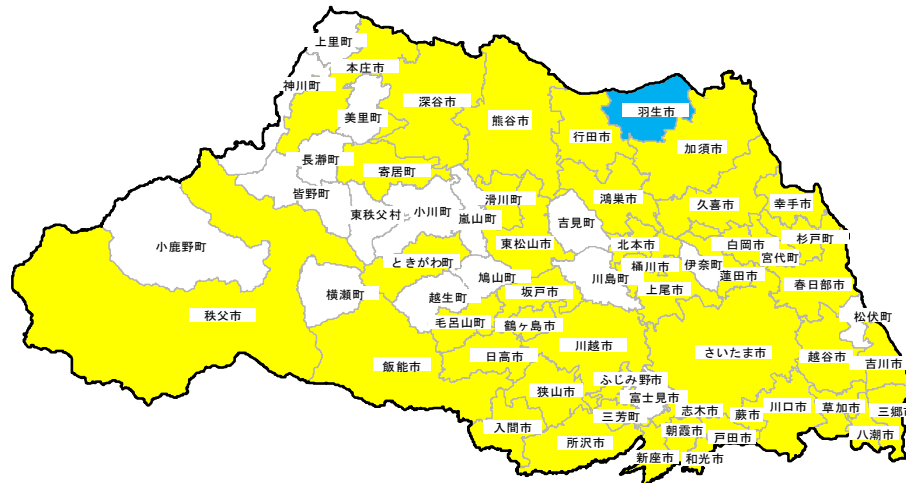 上里町
本庄市
神川町
美里町
深谷市
熊谷市
羽生市
行田市
加須市
長瀞町
寄居町
皆野町
東秩父村
小川町
嵐山町
滑川町
吉見町
鴻巣市
久喜市
幸手市
小鹿野町
東松山市
北本市
白岡市
杉戸町
ときがわ町
鳩山町
川島町
桶川市
伊奈町
蓮田市
宮代町
横瀬町
越生町
坂戸市
上尾市
春日部市
秩父市
毛呂山町
鶴ヶ島市
松伏町
飯能市
日高市
川越市
さいたま市
越谷市
吉川市
ふじみ野市
狭山市
富士見市
三芳町
志木市
蕨市
川口市
草加市
三郷市
入間市
所沢市
朝霞市
戸田市
八潮市
新座市
和光市